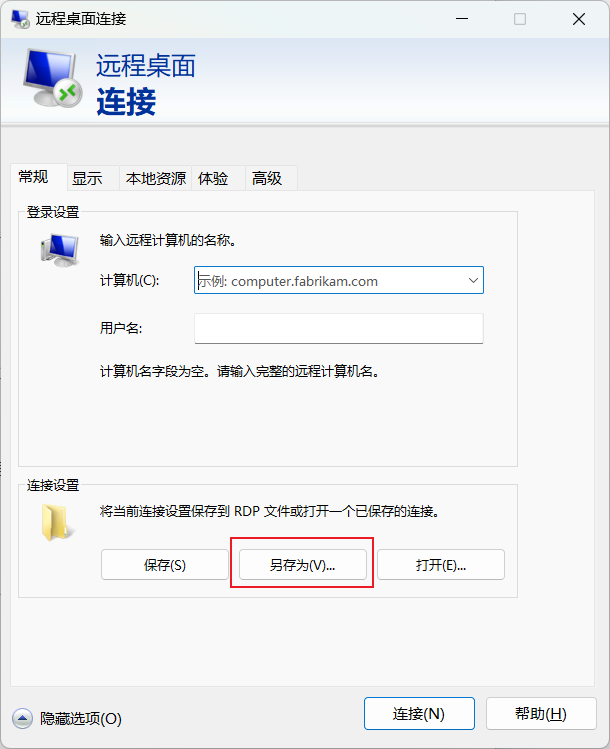 远程桌面连接
远程桌面
连接
常规 显示 本地资源 体验 高级
登录设置
输入远程计算机的名称。
计算机(C): 示例: computer.fabrikam.com
用户名:
计算机名字段为空。请输入完整的远程计算机名。
连接设置
将当前连接设置保存到 RDP 文件或打开一个已保存的连接。
保存(S) 另存为(V)... 打开(E)...
隐藏选项(O) 连接(N) 帮助(H)